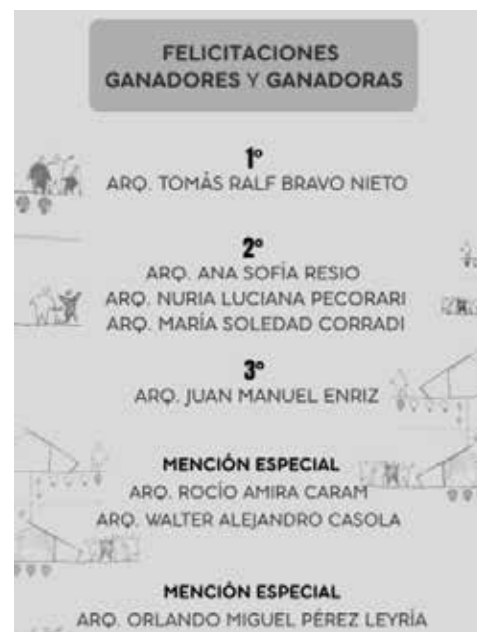 FELICITACIONES
GANADORES Y GANADORAS
1º
ARQ. TOMÁS RALF BRAVO NIETO
2º
ARQ. ANA SOFÍA RESIO
ARQ. NURIA LUCIANA PECORARI
ARQ. MARÍA SOLEDAD CORRADI
3º
ARQ. JUAN MANUEL ENRIZ
MENCIÓN ESPECIAL
ARQ. ROCÍO AMIRA CARAM
ARQ. WALTER ALEJANDRO CASOLA
MENCIÓN ESPECIAL
ARQ. ORLANDO MIGUEL PÉREZ LEYRÍA